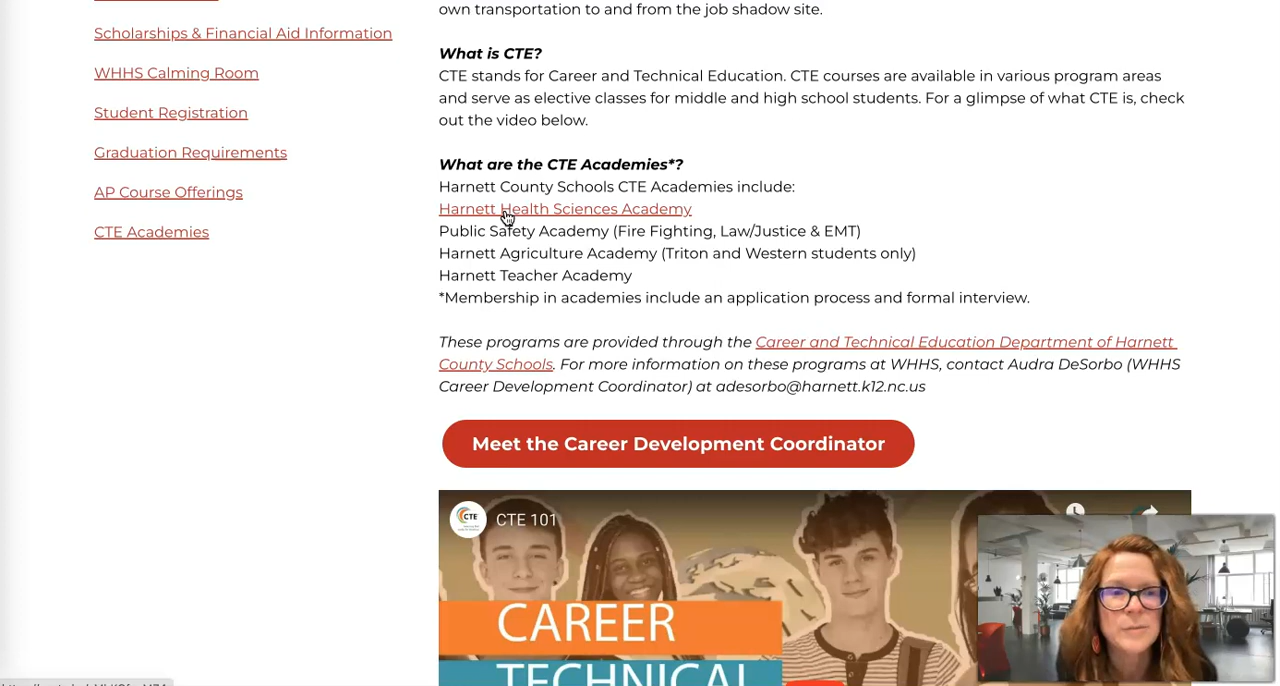 own transportation to and from the job shadow site.
Scholarships & Financial Aid Information
WHHS Calming Room
Student Registration
Graduation Requirements
AP Course Offerings
CTE Academies
What is CTE?
CTE stands for Career and Technical Education. CTE courses are available in various program areas
and serve as elective classes for middle and high school students. For a glimpse of what CTE is, check
out the video below.
What are the CTE Academies*?
Harnett County Schools CTE Academies include:
Harnett Health Sciences Academy
Public Safety Academy (Fire Fighting, Law/Justice & EMT)
Harnett Agriculture Academy (Triton and Western students only)
Harnett Teacher Academy
*Membership in academies include an application process and formal interview.
These programs are provided through the Career and Technical Education Department of Harnett
County Schools. For more information on these programs at WHHS, contact Audra DeSorbo (WHHS
Career Development Coordinator) at adesorbo@harnett.k12.nc.us
Meet the Career Development Coordinator
CTE
CTE 101
CAREER
TECHNICAL